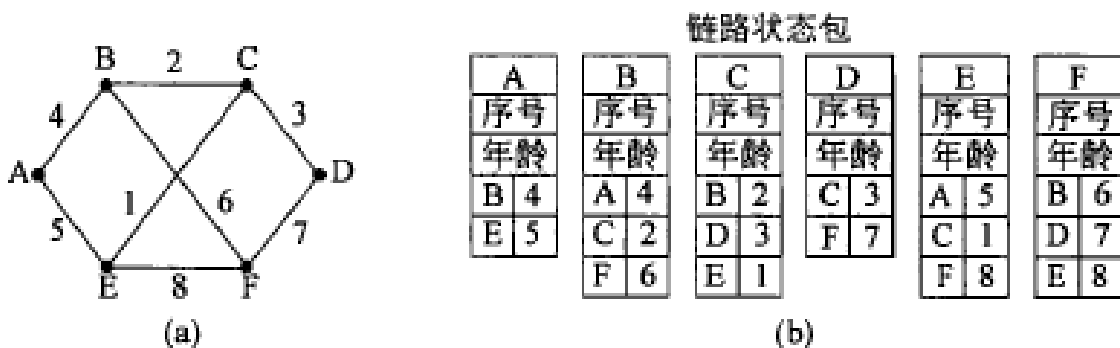 链路状态包
B 2 C
4 3
A D
1 6
5 7
E 8 F
(a)
A B C D E F
序号 序号 序号 序号 序号 序号
年龄 年龄 年龄 年龄 年龄 年龄
B 4 A 4 B 2 C 3 A 5 B 6
E 5 C 2 D 3 F 7 C 1 D 7
F 6 E 1 F 8 E 8
(b)